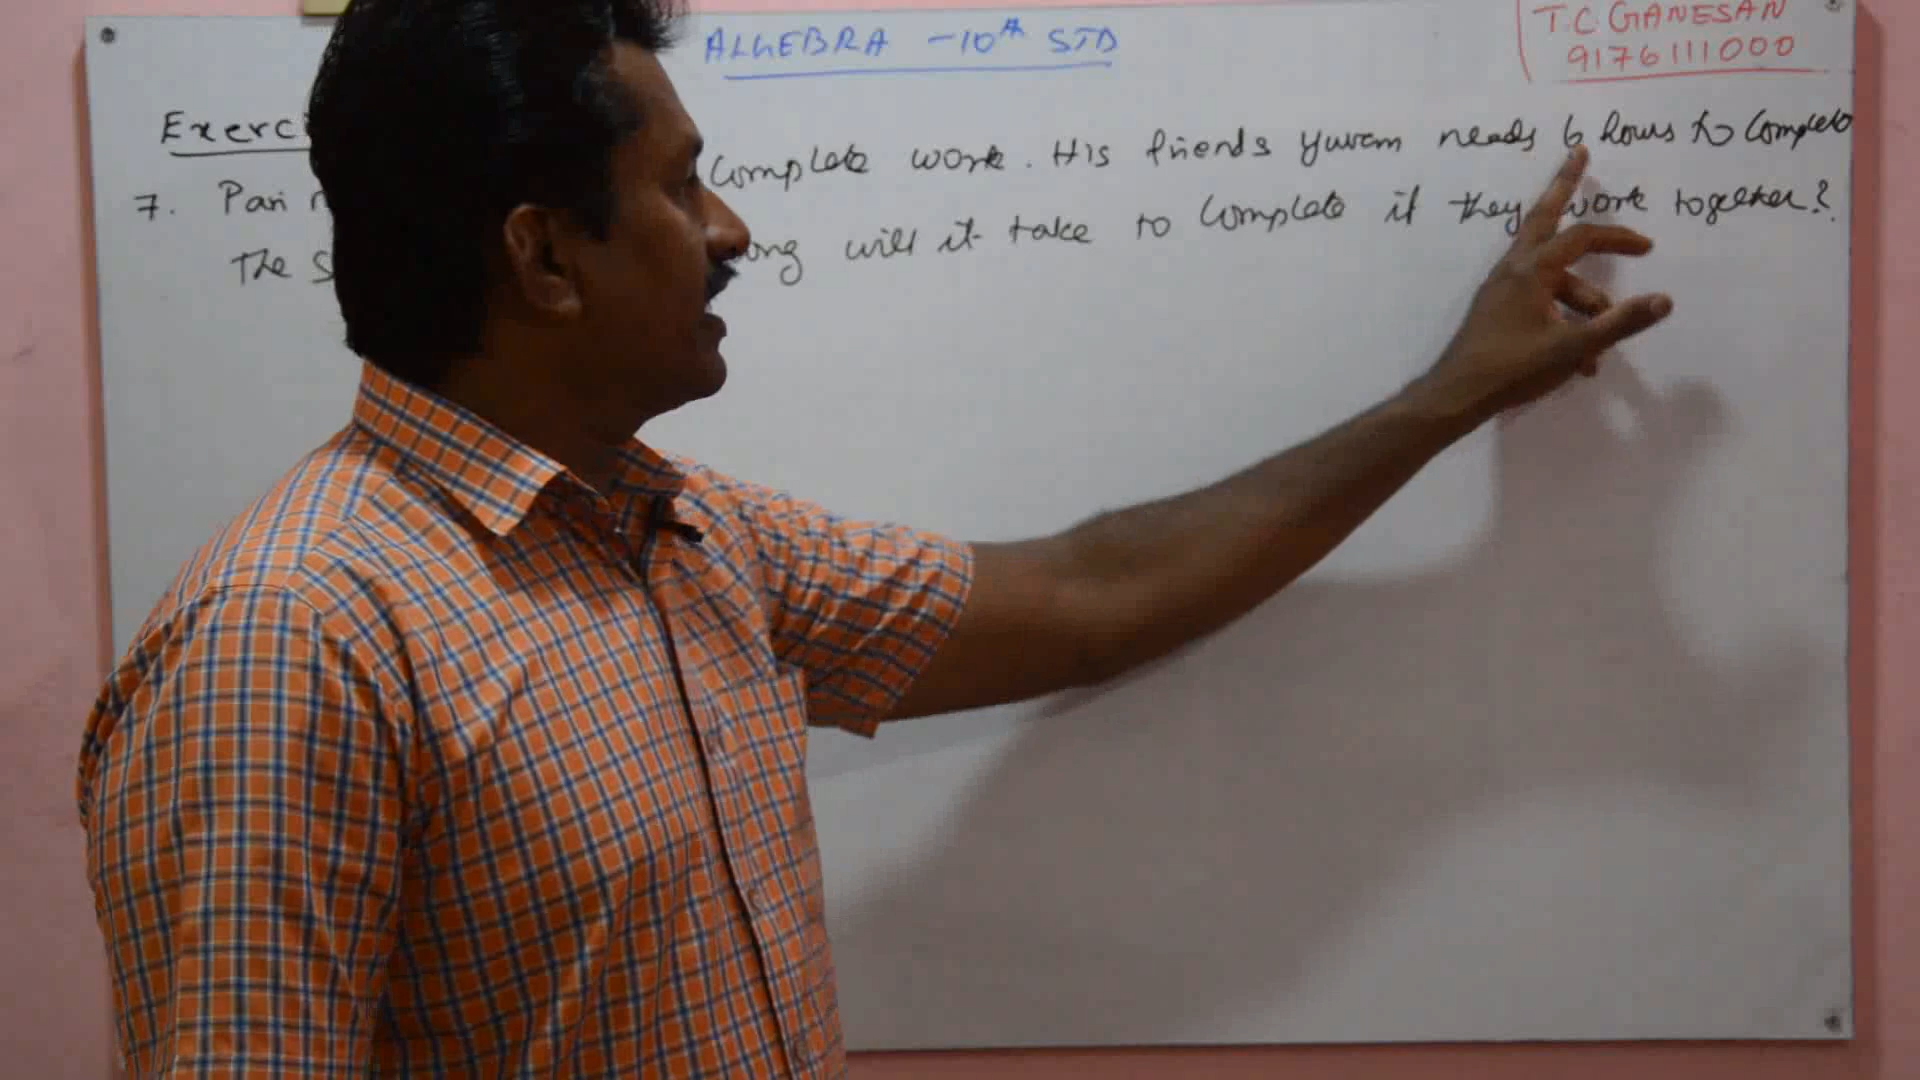 ALGEBRA - 10th STD
T.C. GANESAN
9176111000
Exerc
7. Pari complete work. His friends Yuvan needs 6 hours to complete
The s ong will it take to complete if they work together?